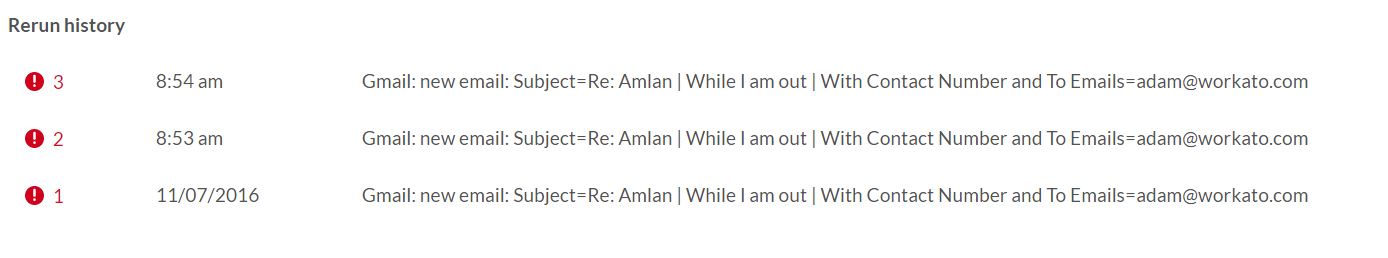 Rerun history
3 8:54 am Gmail: new email: Subject=Re: Amlan | While I am out | With Contact Number and To Emails=adam@workato.com
2 8:53 am Gmail: new email: Subject=Re: Amlan | While I am out | With Contact Number and To Emails=adam@workato.com
1 11/07/2016 Gmail: new email: Subject=Re: Amlan | While I am out | With Contact Number and To Emails=adam@workato.com